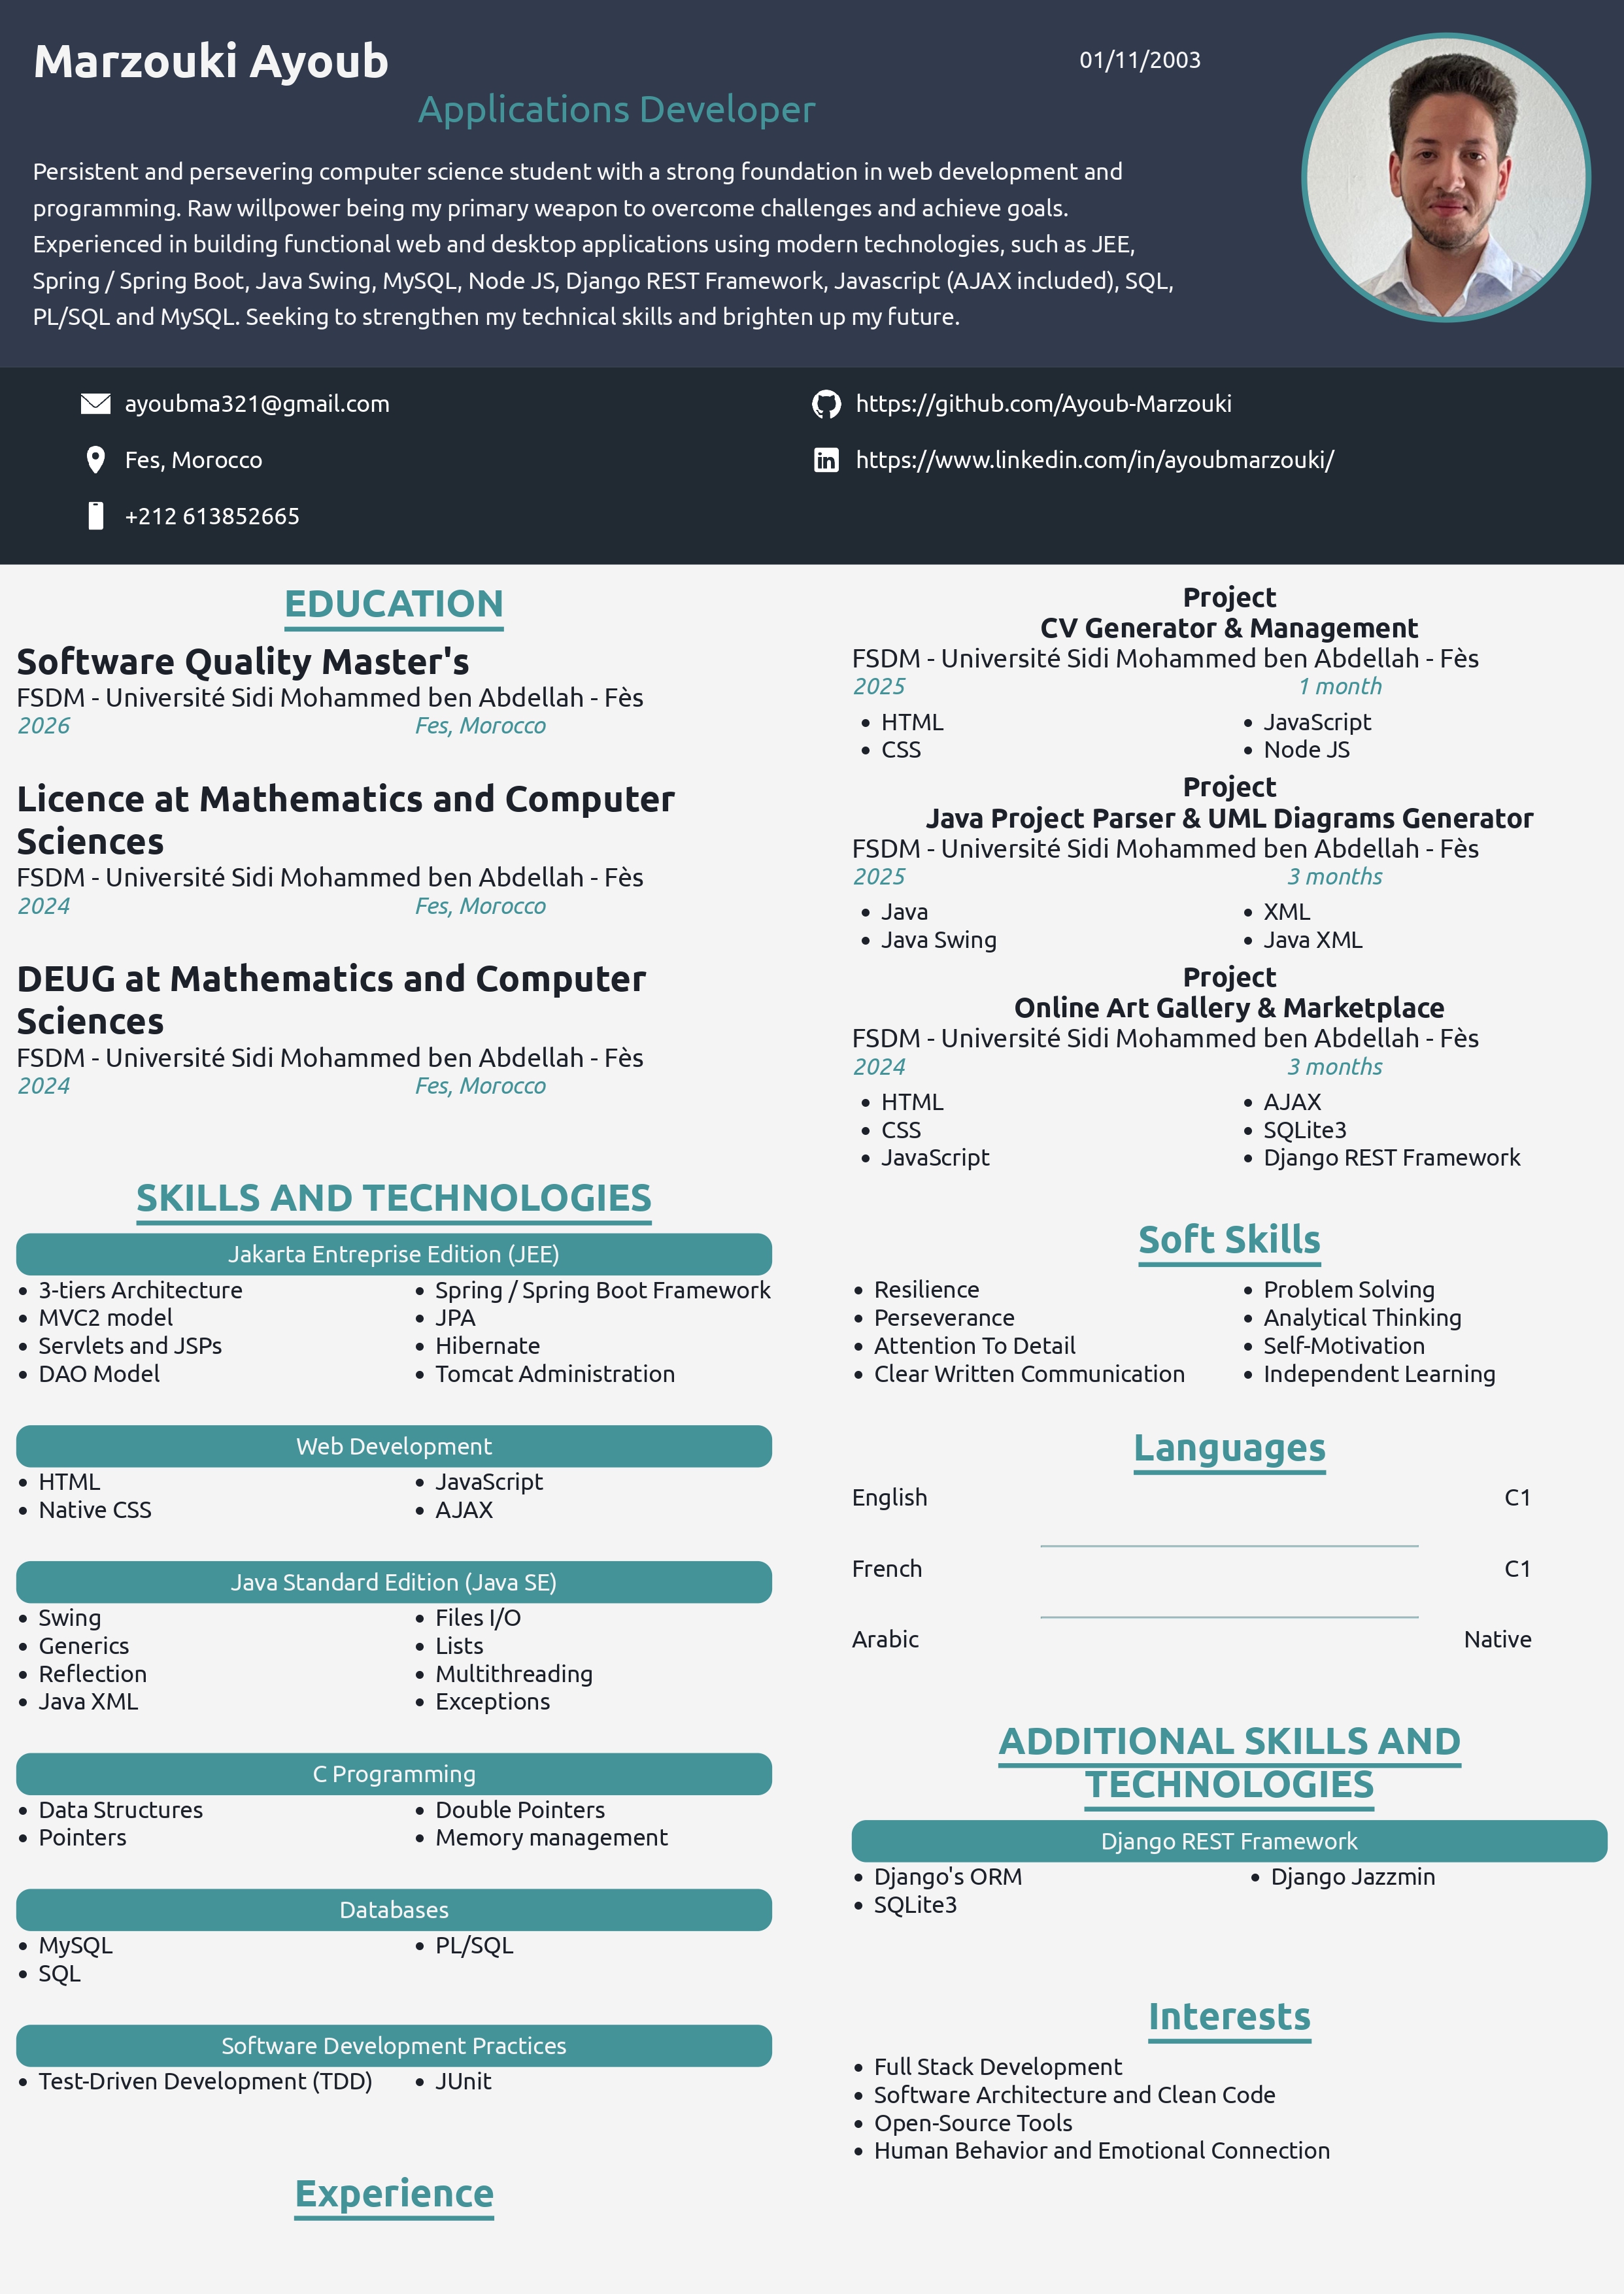 Marzouki Ayoub
01/11/2003
Applications Developer
Persistent and persevering computer science student with a strong foundation in web development and
programming. Raw willpower being my primary weapon to overcome challenges and achieve goals.
Experienced in building functional web and desktop applications using modern technologies, such as JEE,
Spring / Spring Boot, Java Swing, MySQL, Node JS, Django REST Framework, Javascript (AJAX included), SQL,
PL/SQL and MySQL. Seeking to strengthen my technical skills and brighten up my future.
ayoubma321@gmail.com
Fes, Morocco
+212 613852665
https://github.com/Ayoub-Marzouki
https://www.linkedin.com/in/ayoubmarzouki/
EDUCATION
Software Quality Master's
FSDM - Université Sidi Mohammed ben Abdellah - Fès
2026 Fes, Morocco
Licence at Mathematics and Computer
Sciences
FSDM - Université Sidi Mohammed ben Abdellah - Fès
2024 Fes, Morocco
DEUG at Mathematics and Computer
Sciences
FSDM - Université Sidi Mohammed ben Abdellah - Fès
2024 Fes, Morocco
SKILLS AND TECHNOLOGIES
Jakarta Entreprise Edition (JEE)
• 3-tiers Architecture
• MVC2 model
• Servlets and JSPs
• DAO Model
• Spring / Spring Boot Framework
• JPA
• Hibernate
• Tomcat Administration
Web Development
• HTML
• Native CSS
• JavaScript
• AJAX
Java Standard Edition (Java SE)
• Swing
• Generics
• Reflection
• Java XML
• Files I/O
• Lists
• Multithreading
• Exceptions
C Programming
• Data Structures
• Pointers
• Double Pointers
• Memory management
Databases
• MySQL
• SQL
• PL/SQL
Software Development Practices
• Test-Driven Development (TDD)
• JUnit
Experience
Project
CV Generator & Management
FSDM - Université Sidi Mohammed ben Abdellah - Fès
2025 1 month
• HTML
• CSS
• JavaScript
• Node JS
Project
Java Project Parser & UML Diagrams Generator
FSDM - Université Sidi Mohammed ben Abdellah - Fès
2025 3 months
• Java
• Java Swing
• XML
• Java XML
Project
Online Art Gallery & Marketplace
FSDM - Université Sidi Mohammed ben Abdellah - Fès
2024 3 months
• HTML
• CSS
• JavaScript
• AJAX
• SQLite3
• Django REST Framework
Soft Skills
• Resilience
• Perseverance
• Attention To Detail
• Clear Written Communication
• Problem Solving
• Analytical Thinking
• Self-Motivation
• Independent Learning
Languages
English C1
French C1
Arabic Native
ADDITIONAL SKILLS AND
TECHNOLOGIES
Django REST Framework
• Django's ORM
• SQLite3
• Django Jazzmin
Interests
• Full Stack Development
• Software Architecture and Clean Code
• Open-Source Tools
• Human Behavior and Emotional Connection